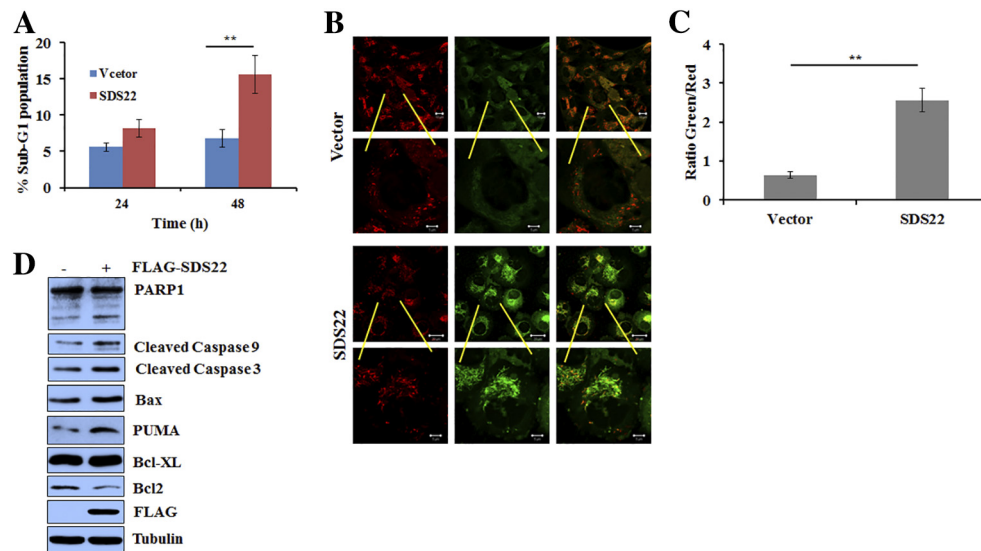 A
% Sub-G1 population
20
15
10
5
0
Vcetor
SDS22
**
24
48
Time (h)
B
Vector
SDS22
C
Ratio Green/Red
4
3
2
1
0
**
Vector
SDS22
D
- + FLAG-SDS22
PARP1
Cleaved Caspase 9
Cleaved Caspase 3
Bax
PUMA
Bcl-XL
Bcl2
FLAG
Tubulin